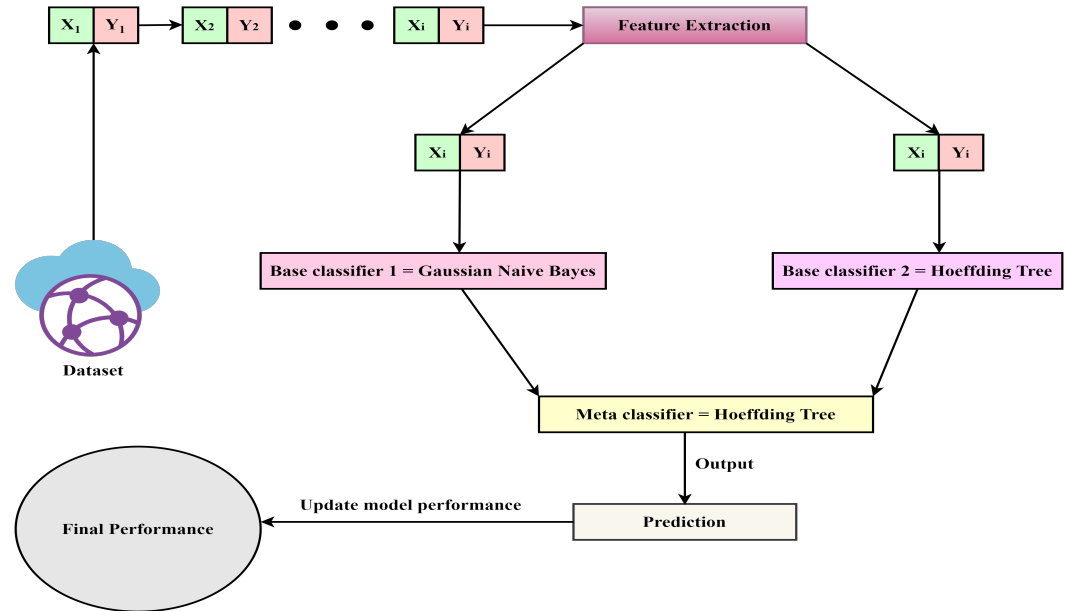 X₁ Y₁ X₂ Y₂ • • • Xᵢ Yᵢ Feature Extraction
Xᵢ Yᵢ Xᵢ Yᵢ
Base classifier 1 = Gaussian Naive Bayes
Base classifier 2 = Hoeffding Tree
Dataset
Meta classifier = Hoeffding Tree
Output
Update model performance
Prediction
Final Performance